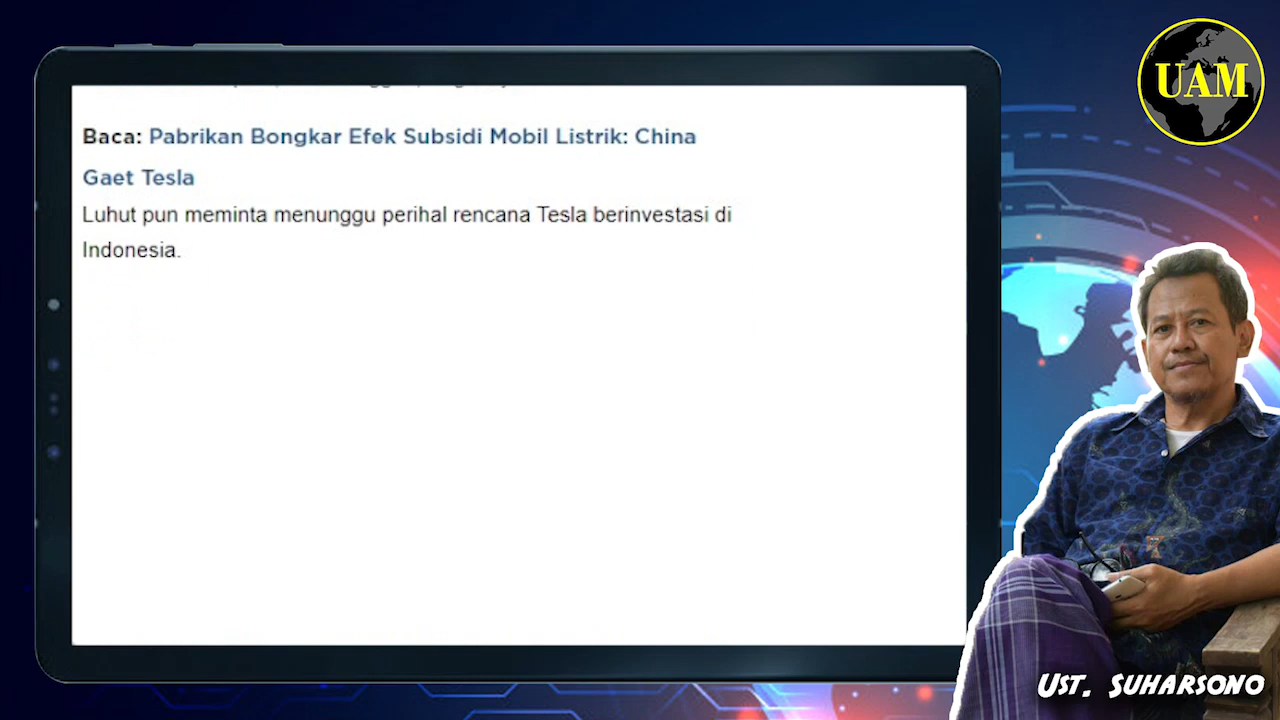 UAM
Baca: Pabrikan Bongkar Efek Subsidi Mobil Listrik: China
Gaet Tesla
Luhut pun meminta menunggu perihal rencana Tesla berinvestasi di
Indonesia.
UST. SUHARSONO